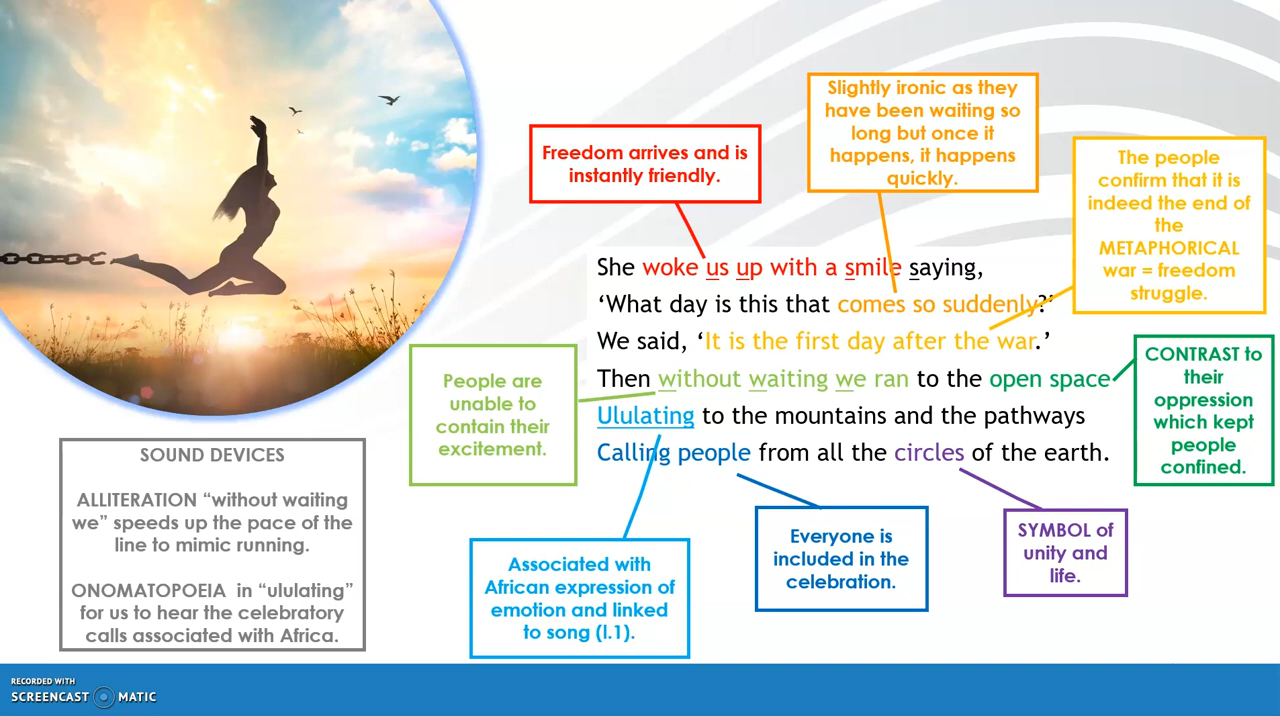 Slightly ironic as they
have been waiting so
long but once it
happens, it happens
quickly.
Freedom arrives and is
instantly friendly.
The people
confirm that it is
indeed the end of
the
METAPHORICAL
war = freedom
struggle.
She woke us up with a smile saying,
‘What day is this that comes so suddenly?’
We said, ‘It is the first day after the war.’
Then without waiting we ran to the open space
Ululating to the mountains and the pathways
Calling people from all the circles of the earth.
CONTRAST to
their
oppression
which kept
people
confined.
People are
unable to
contain their
excitement.
SOUND DEVICES
ALLITERATION “without waiting
we” speeds up the pace of the
line to mimic running.
ONOMATOPOEIA in “ululating”
for us to hear the celebratory
calls associated with Africa.
Associated with
African expression of
emotion and linked
to song (l.1).
Everyone is
included in the
celebration.
SYMBOL of
unity and
life.
RECORDED WITH
SCREENCAST MATIC